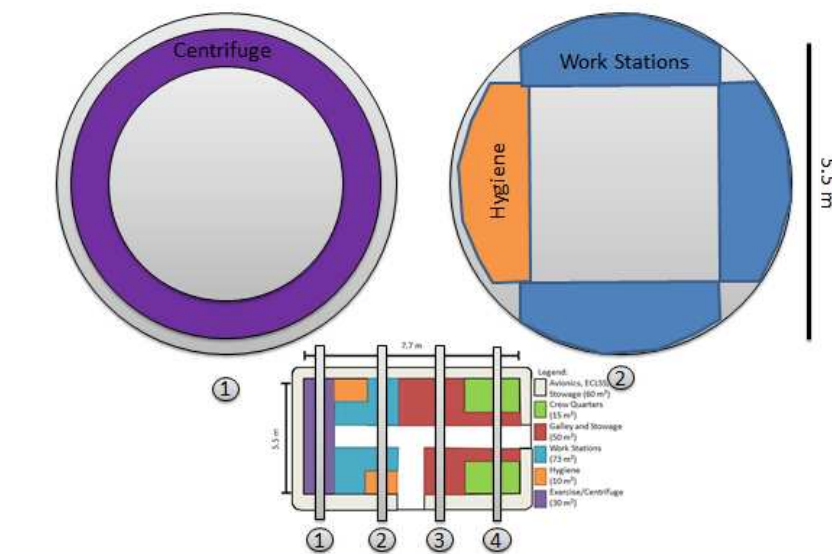 Centrifuge
Work Stations
Hygiene
5.5 m
1
2
7.7 m
5.5 m
Legend:
Avionics, ECLSS,
Stowage (60 m³)
Crew Quarters
(15 m³)
Galley and Stowage
(50 m³)
Work Stations
(73 m³)
Hygiene
(10 m³)
Exercise/Centrifuge
(30 m³)
1
2
3
4